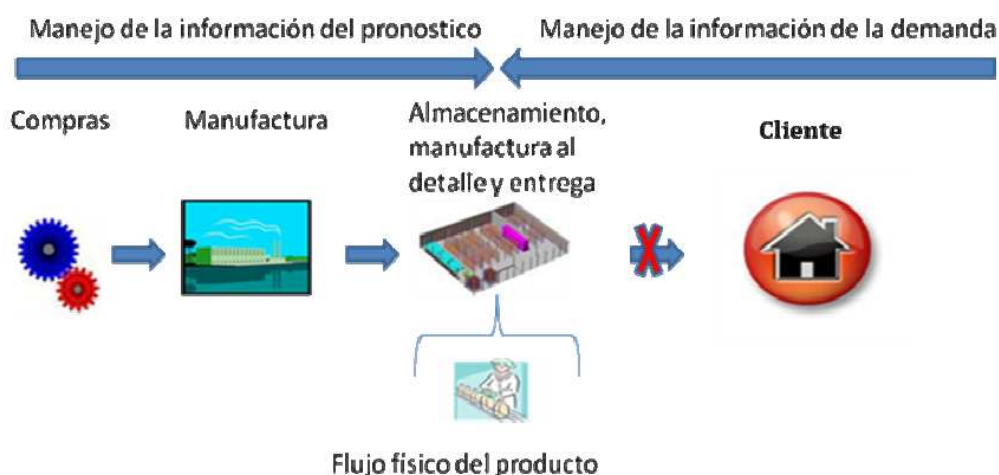 Manejo de la información del pronostico
Manejo de la información de la demanda
Compras
Manufactura
Almacenamiento,
manufactura al
detalle y entrega
Cliente
X
Flujo físico del producto